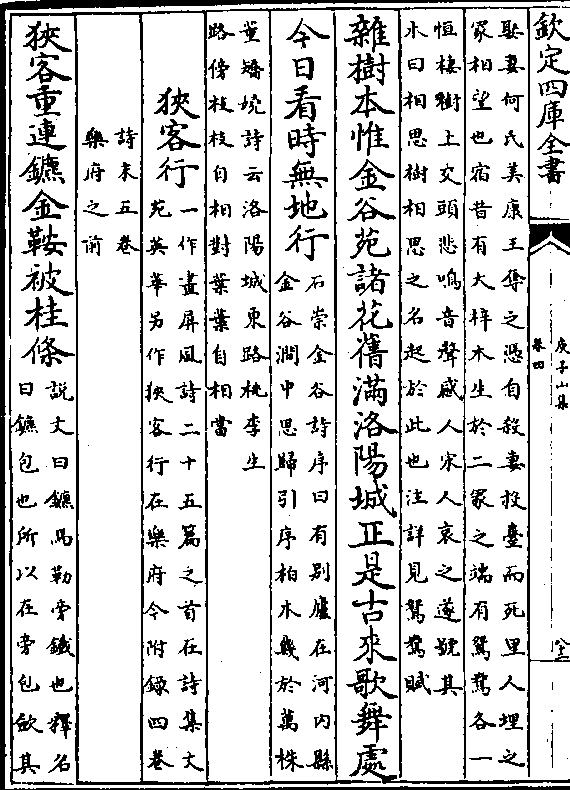 欽定四庫全書
庾子山集
卷四
聅妻何氏美康王奪之憑自殺妻投臺而死里人埋之
冡相望也宿昔有大梓木生於二冡之端有鴛鴦各一
恒棲樹上交頭悲鳴音聲感人宋人哀之遂號其
木曰相思樹相思之名起於此也注詳見鴛鴦賦
雜樹本惟金谷苑諸花舊滿洛陽城正是古來歌舞處
今日看時無地行
石崇金谷詩序曰有别廬在河内縣
金谷澗中思歸引序柏木幾於萬株
董嬌嬈詩云洛陽城東路桃李生
路傍枝枝自相對葉葉自相當
狹客行
一作畫屏風詩二十五篇之首在詩集文
苑英華另作狹客行在樂府今附錄四卷
詩末五卷
樂府之前
狹客重連鑣金鞍被桂條
說文曰鑣馬勒旁鐵也釋名
曰鑣包也所以在旁包斂其